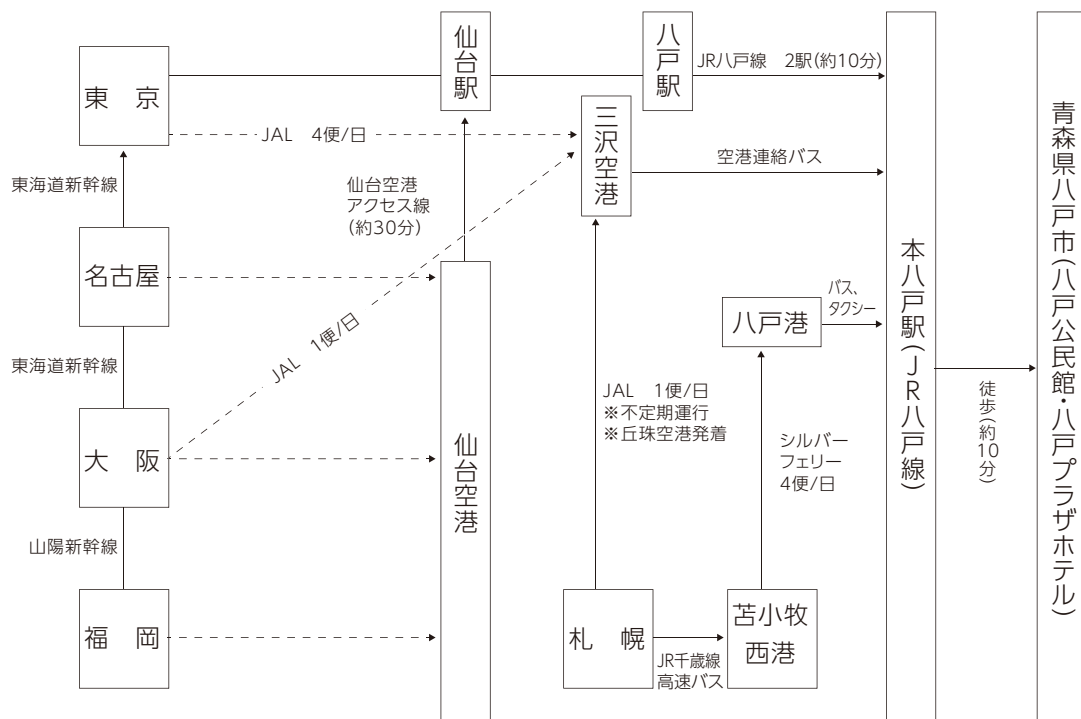 東　京
東海道新幹線
名古屋
東海道新幹線
大　阪
山陽新幹線
福　岡
JAL　4便/日
JAL　1便/日
仙台駅
仙台空港
アクセス線
(約30分)
仙台空港
八戸駅
JR八戸線　2駅(約10分)
三沢空港
空港連絡バス
JAL　1便/日
※不定期運行
※丘珠空港発着
札　幌
JR千歳線
高速バス
苫小牧
西港
シルバー
フェリー
4便/日
八戸港
バス、
タクシー
本八戸駅(JR八戸線)
徒歩(約10分)
青森県八戸市(八戸公民館・八戸プラザホテル)